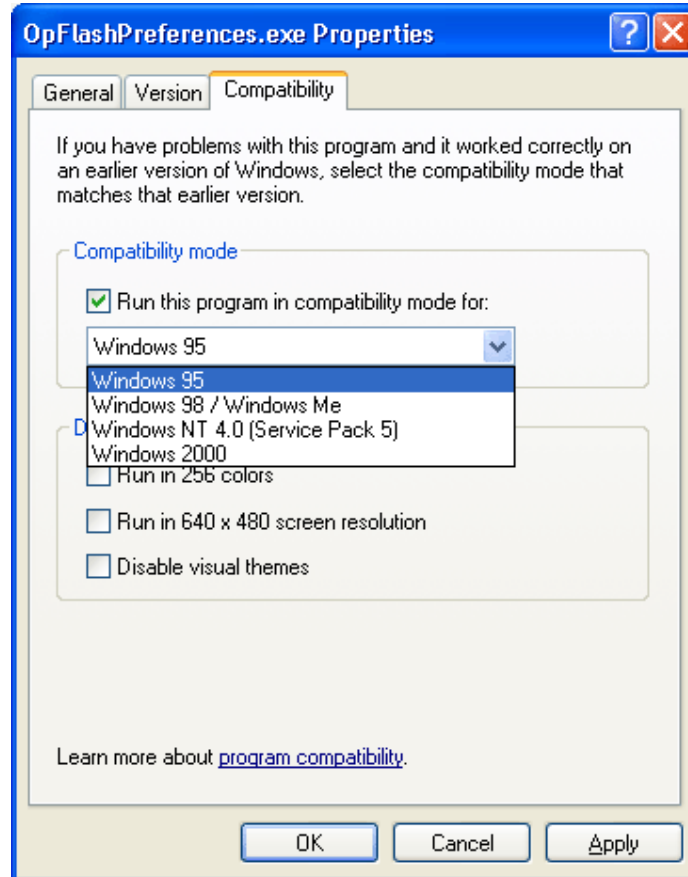 OpFlashPreferences.exe Properties
General Version Compatibility
If you have problems with this program and it worked correctly on
an earlier version of Windows, select the compatibility mode that
matches that earlier version.
Compatibility mode
Run this program in compatibility mode for:
Windows 95
Windows 95
Windows 98 / Windows Me
Windows NT 4.0 (Service Pack 5)
Windows 2000
Run in 256 colors
Run in 640 x 480 screen resolution
Disable visual themes
Learn more about program compatibility.
OK Cancel Apply